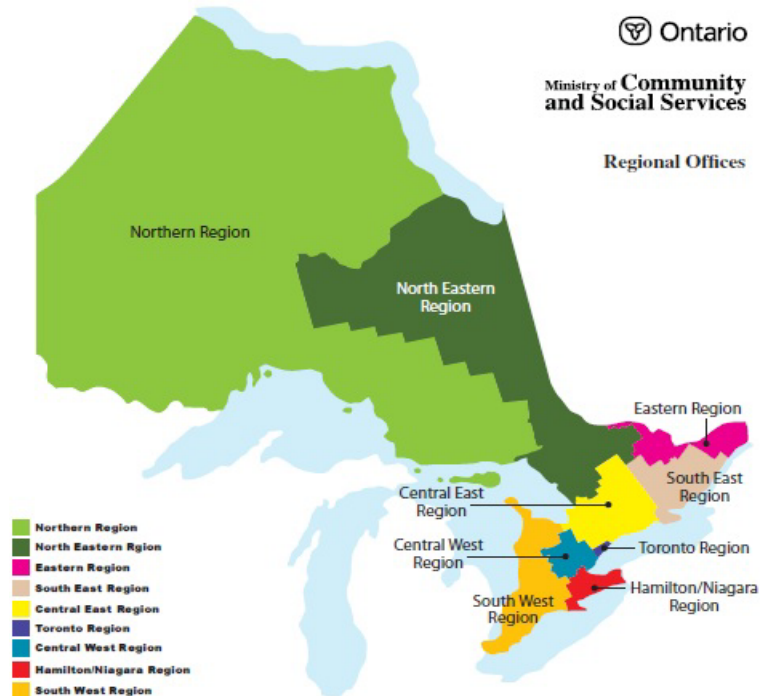 Ontario
Ministry of Community
and Social Services
Regional Offices
Northern Region
North Eastern
Region
Eastern Region
South East
Region
Central East
Region
Central West
Region
Toronto Region
Hamilton/Niagara
Region
South West
Region
Northern Region
North Eastern Rgion
Eastern Region
South East Region
Central East Region
Toronto Region
Central West Region
Hamilton/Niagara Region
South West Region